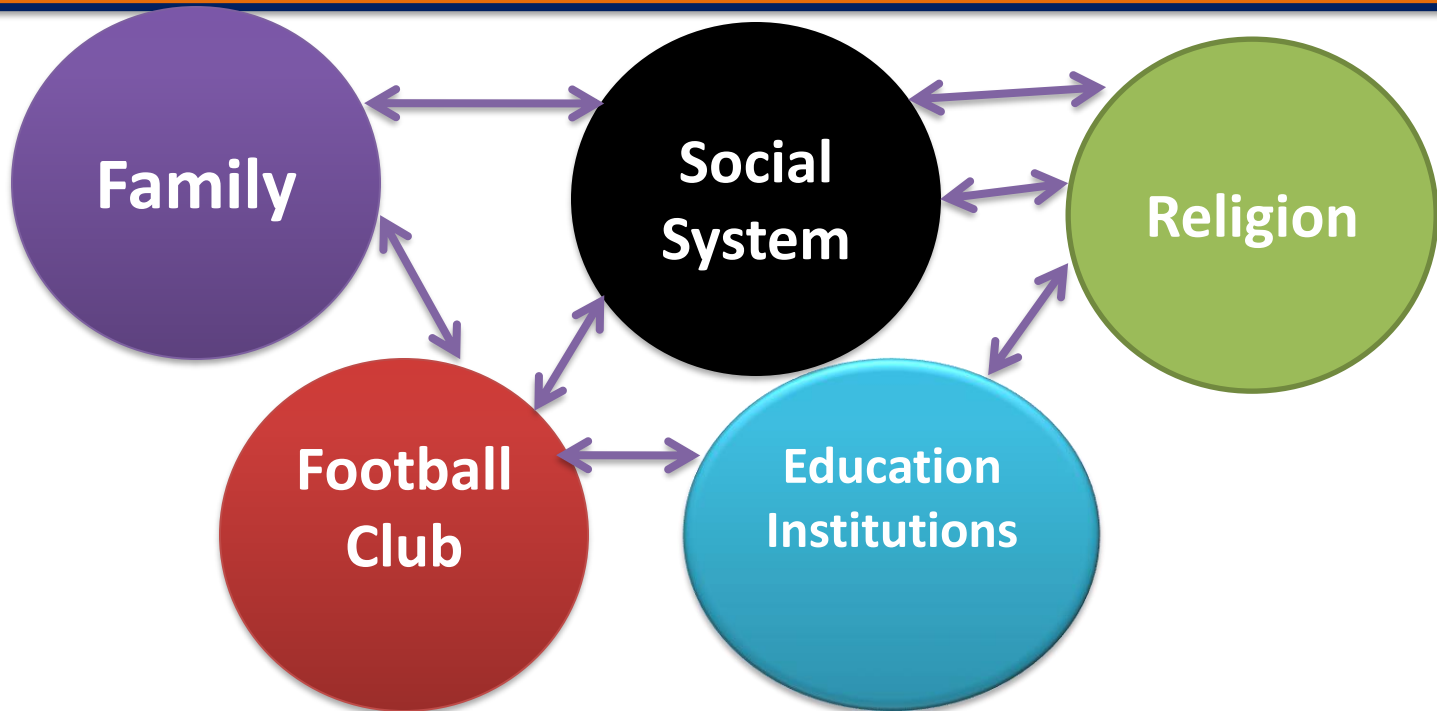 Family
Social
System
Religion
Football
Club
Education
Institutions